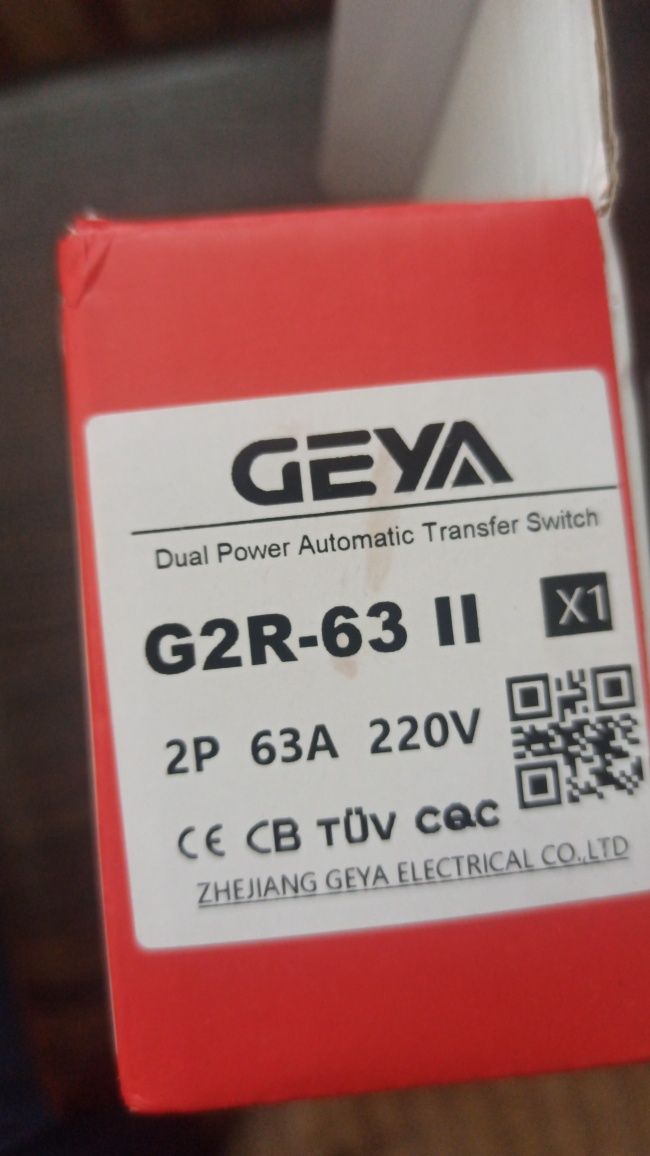 GEYA
Dual Power Automatic Transfer Switch
G2R-63 II X1
2P 63A 220V
CE CB TÜV CQC
ZHEJIANG GEYA ELECTRICAL CO.,LTD